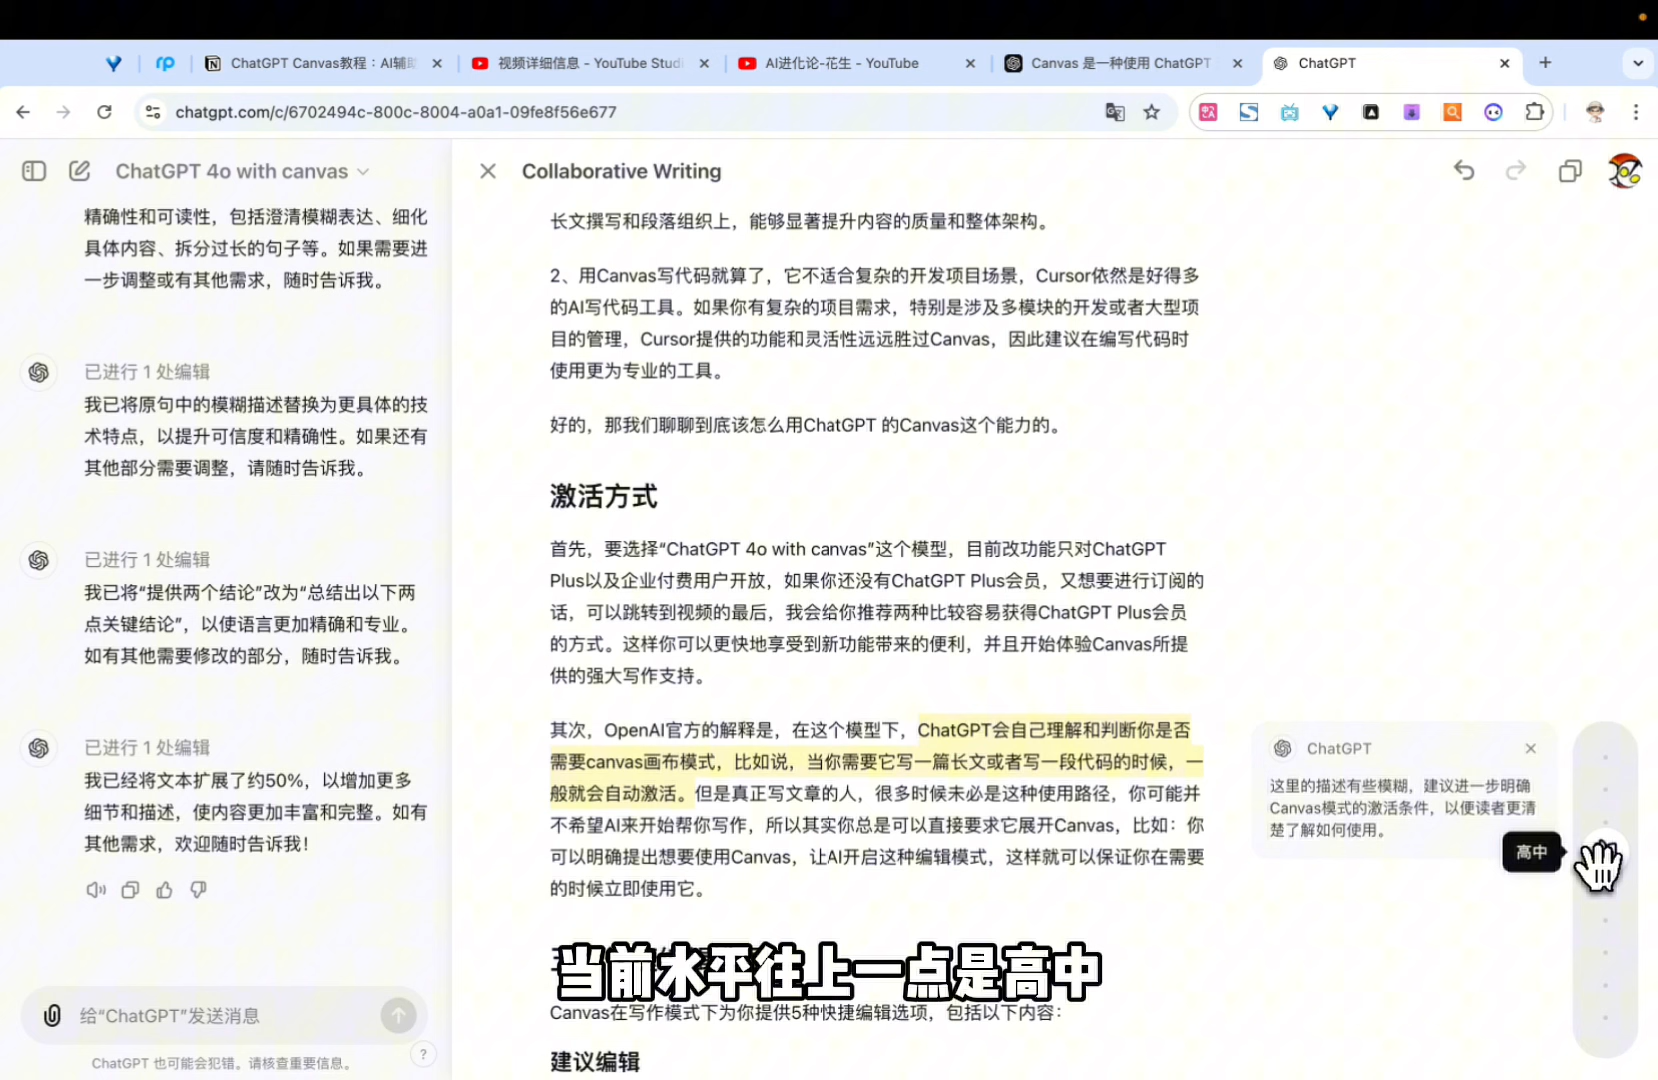 ChatGPT Canvas教程：AI辅助
视频详细信息 - YouTube Studi
AI进化论-花生 - YouTube
Canvas 是一种使用 ChatGPT
ChatGPT
chatgpt.com/c/6702494c-800c-8004-a0a1-09fe8f56e677
ChatGPT 4o with canvas
精确性和可读性，包括澄清模糊表达、细化
具体内容、拆分过长的句子等。如果需要进
一步调整或有其他需求，随时告诉我。
已进行 1 处编辑
我已将原句中的模糊描述替换为更具体的技
术特点，以提升可信度和精确性。如果还有
其他部分需要调整，请随时告诉我。
已进行 1 处编辑
我已将“提供两个结论”改为“总结出以下两
点关键结论”，以使语言更加精确和专业。
如有其他需要修改的部分，随时告诉我。
已进行 1 处编辑
我已经将文本扩展了约50%，以增加更多
细节和描述，使内容更加丰富和完整。如有
其他需求，欢迎随时告诉我！
给“ChatGPT”发送消息
ChatGPT 也可能会犯错。请核查重要信息。
?
Collaborative Writing
长文撰写和段落组织上，能够显著提升内容的质量和整体架构。
2、用Canvas写代码就算了，它不适合复杂的开发项目场景，Cursor依然是好得多
的AI写代码工具。如果你有复杂的项目需求，特别是涉及多模块的开发或者大型项
目的管理，Cursor提供的功能和灵活性远远胜过Canvas，因此建议在编写代码时
使用更为专业的工具。
好的，那我们聊聊到底该怎么用ChatGPT 的Canvas这个能力的。
激活方式
首先，要选择“ChatGPT 4o with canvas”这个模型，目前改功能只对ChatGPT
Plus以及企业付费用户开放，如果你还没有ChatGPT Plus会员，又想要进行订阅的
话，可以跳转到视频的最后，我会给你推荐两种比较容易获得ChatGPT Plus会员
的方式。这样你可以更快地享受到新功能带来的便利，并且开始体验Canvas所提
供的强大写作支持。
其次，OpenAI官方的解释是，在这个模型下，ChatGPT会自己理解和判断你是否
需要canvas画布模式，比如说，当你需要它写一篇长文或者写一段代码的时候，一
般就会自动激活。但是真正写文章的人，很多时候未必是这种使用路径，你可能并
不希望AI来开始帮你写作，所以其实你总是可以直接要求它展开Canvas，比如：你
可以明确提出想要使用Canvas，让AI开启这种编辑模式，这样就可以保证你在需要
的时候立即使用它。
当前水平往上一点是高中
Canvas在写作模式下为你提供5种快捷编辑选项，包括以下内容：
建议编辑
ChatGPT
这里的描述有些模糊，建议进一步明确
Canvas模式的激活条件，以便读者更清
楚了解如何使用。
高中